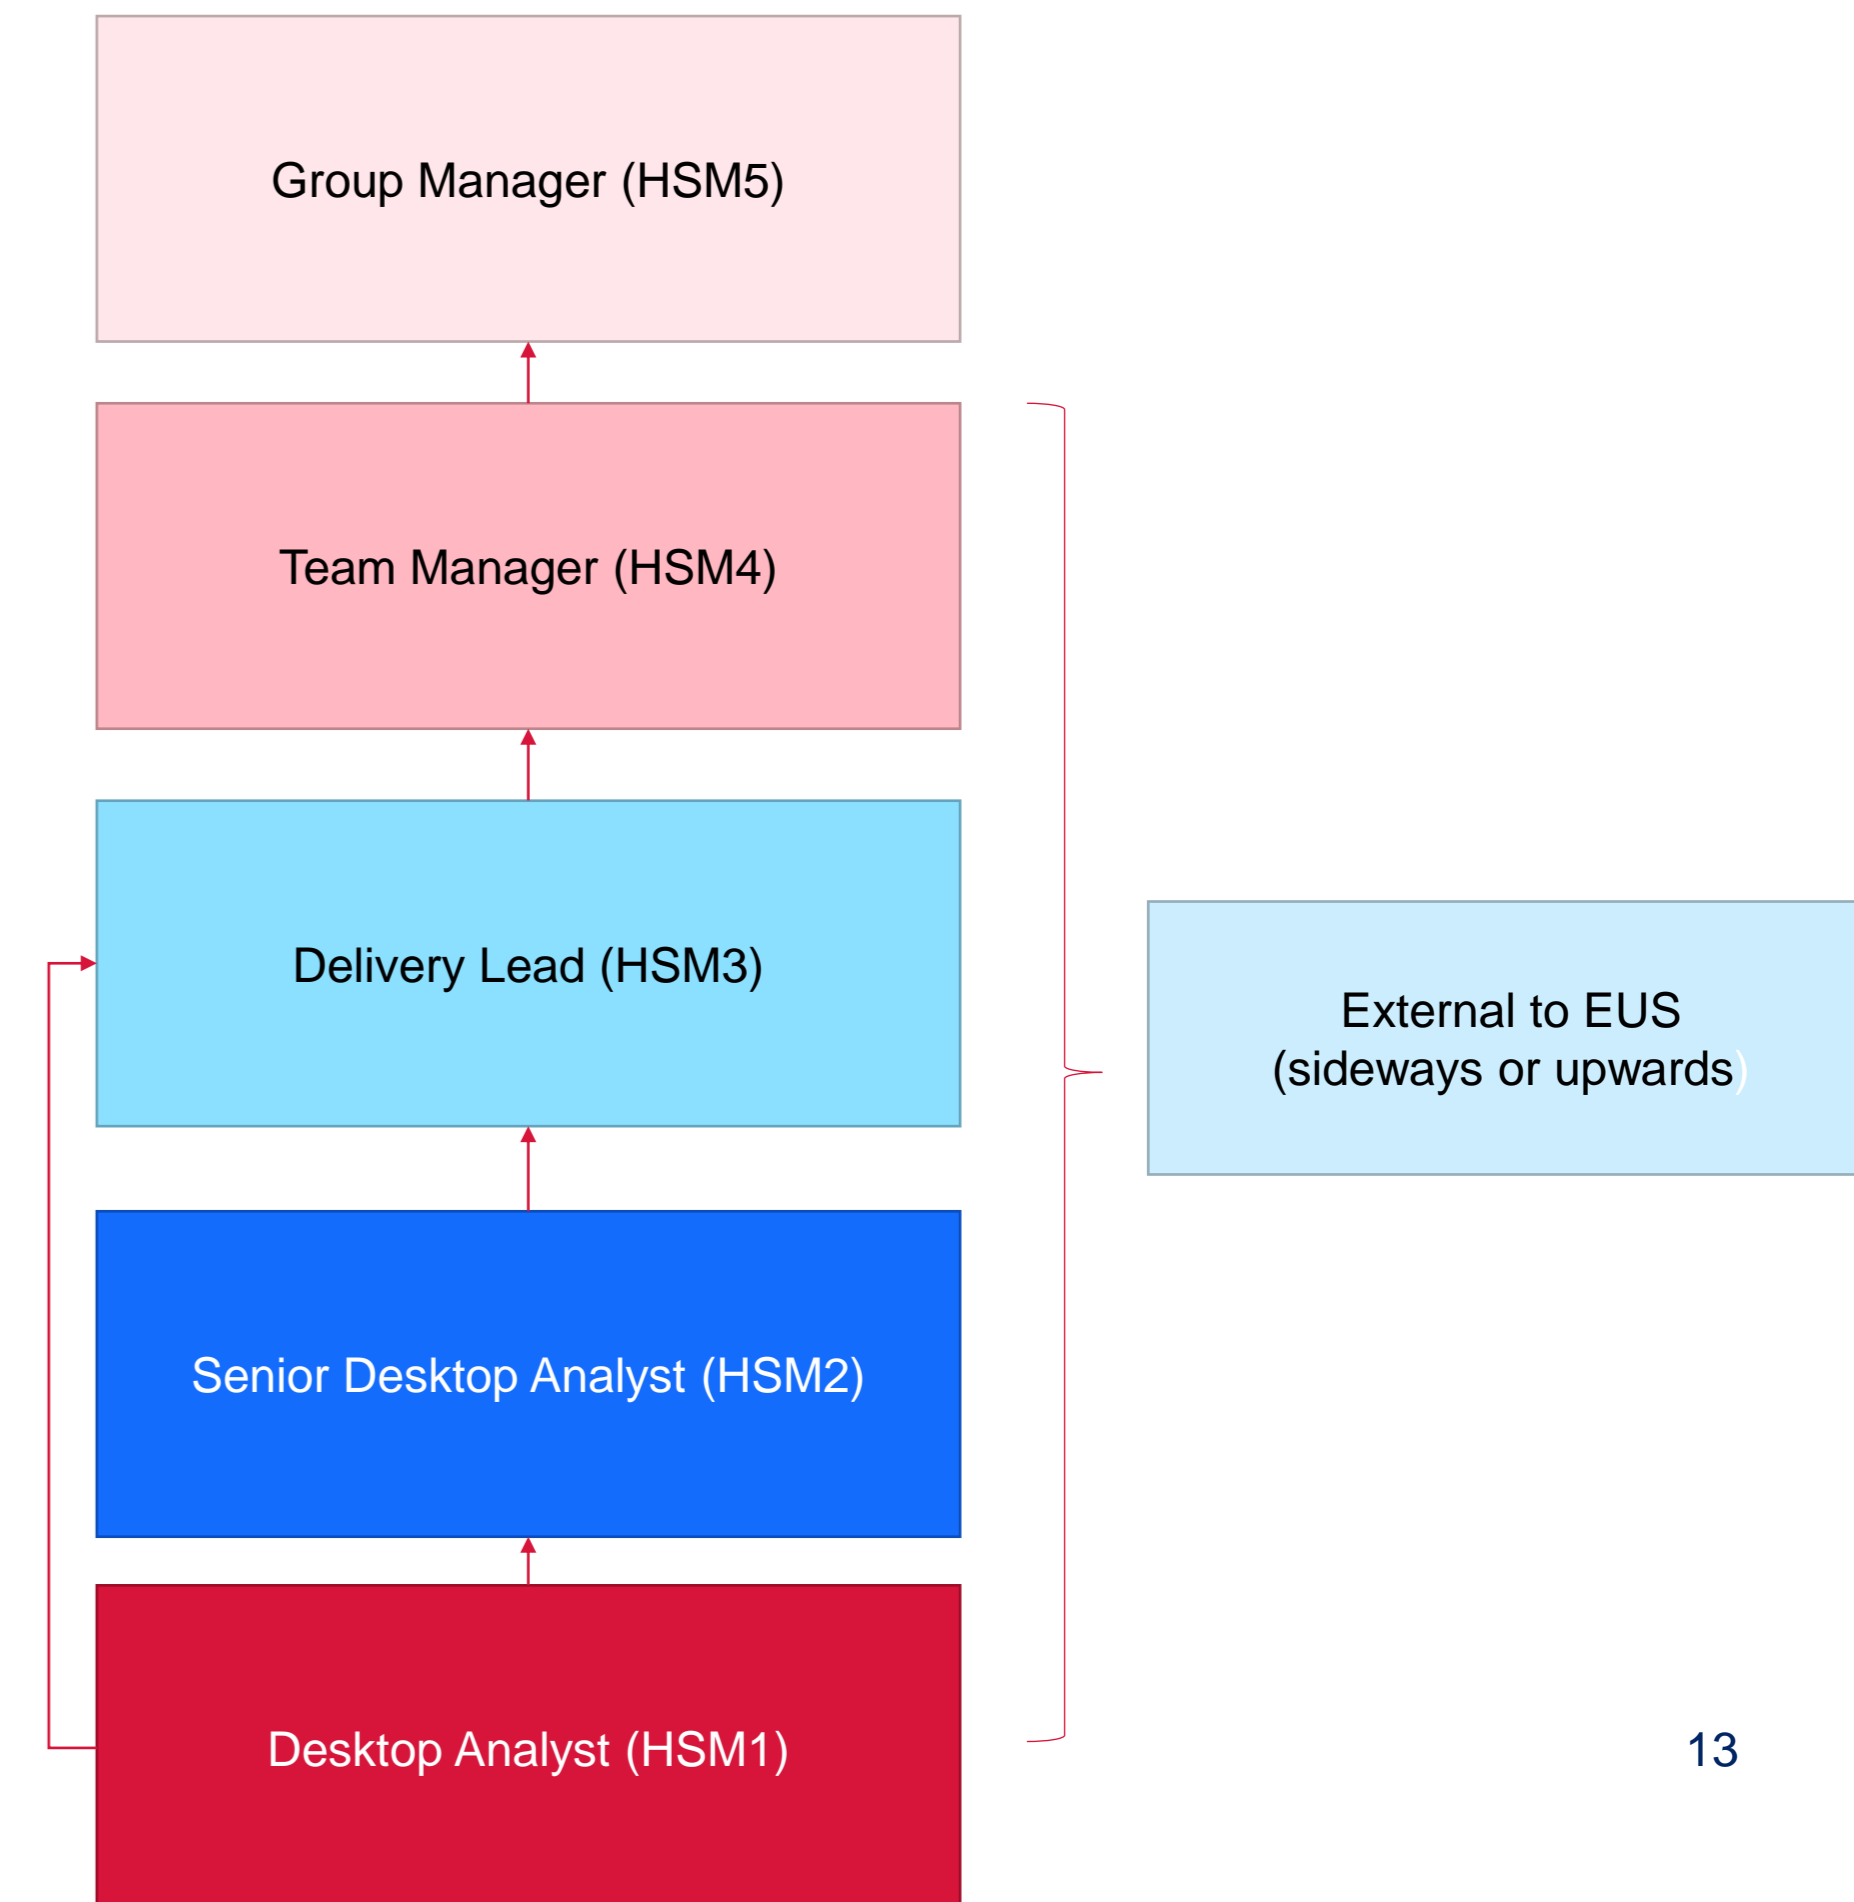 Group Manager (HSM5)
Team Manager (HSM4)
Delivery Lead (HSM3)
External to EUS
(sideways or upwards)
Senior Desktop Analyst (HSM2)
Desktop Analyst (HSM1)
13